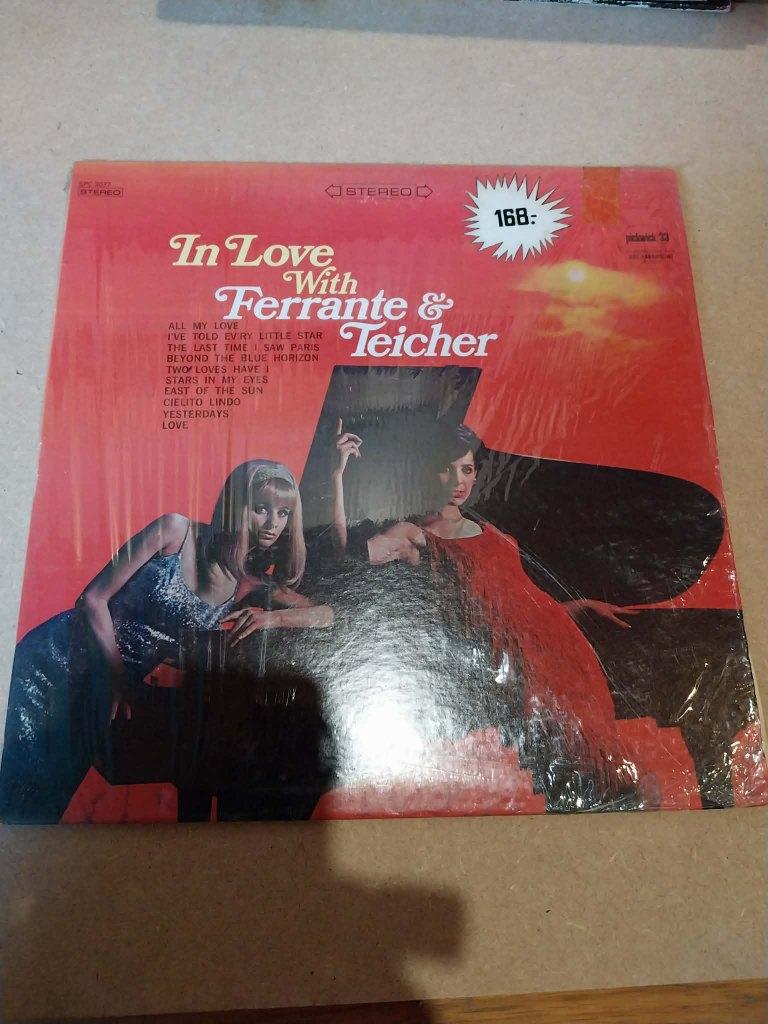 SPC 3077
STEREO
STEREO
168.-
pickwick/33
In Love
With
Ferrante &
Teicher
ALL MY LOVE
I'VE TOLD EV'RY LITTLE STAR
THE LAST TIME I SAW PARIS
BEYOND THE BLUE HORIZON
TWO LOVES HAVE I
STARS IN MY EYES
EAST OF THE SUN
CIELITO LINDO
YESTERDAYS
LOVE